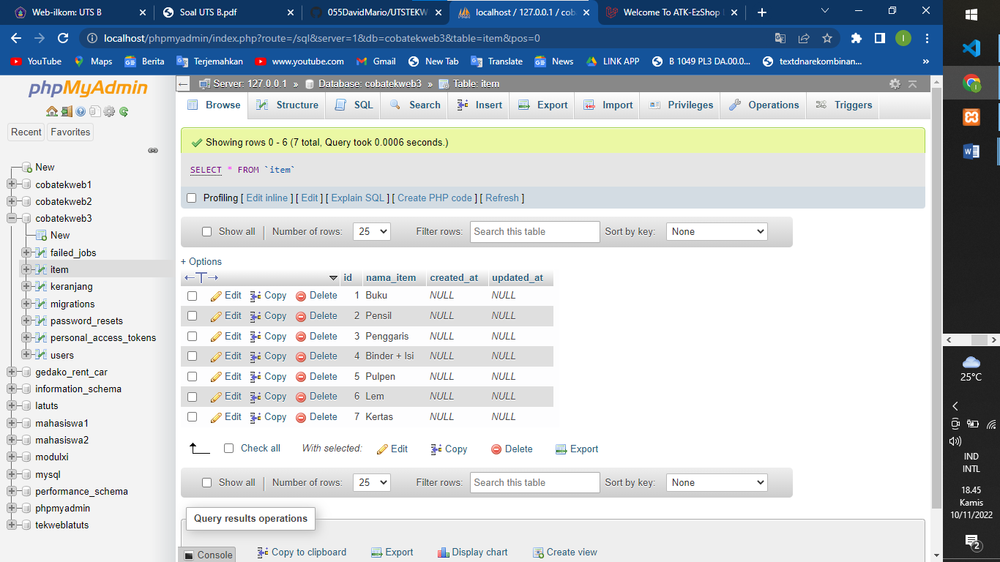 Web-ilkom: UTS B
Soal UTS B.pdf
055DavidMario/UTSTEKW
localhost / 127.0.0.1 / cob
Welcome To ATK-EzShop
localhost/phpmyadmin/index.php?route=/sql&server=1&db=cobatekweb3&table=item&pos=0
I
YouTube
Maps
Berita
Terjemahkan
www.youtube.com
Gmail
New Tab
Translate
News
LINK APP
B 1049 PL3 DA.00.0...
textdnarekombinan...
»
phpMyAdmin
Recent
Favorites
New
cobatekweb1
cobatekweb2
cobatekweb3
New
failed_jobs
item
keranjang
migrations
password_resets
personal_access_tokens
users
gedako_rent_car
information_schema
latuts
mahasiswa1
mahasiswa2
modulxi
mysql
performance_schema
phpmyadmin
tekweblatuts
Server: 127.0.0.1 » Database: cobatekweb3 » Table: item
Browse Structure SQL Search Insert Export Import Privileges Operations Triggers
Showing rows 0 - 6 (7 total, Query took 0.0006 seconds.)
SELECT * FROM `item`
Profiling [ Edit inline ] [ Edit ] [ Explain SQL ] [ Create PHP code ] [ Refresh ]
Show all Number of rows: 25 Filter rows: Search this table Sort by key: None
+ Options
id nama_item created_at updated_at
Edit Copy Delete 1 Buku NULL NULL
Edit Copy Delete 2 Pensil NULL NULL
Edit Copy Delete 3 Penggaris NULL NULL
Edit Copy Delete 4 Binder + Isi NULL NULL
Edit Copy Delete 5 Pulpen NULL NULL
Edit Copy Delete 6 Lem NULL NULL
Edit Copy Delete 7 Kertas NULL NULL
Check all With selected: Edit Copy Delete Export
Show all Number of rows: 25 Filter rows: Search this table Sort by key: None
Query results operations
Console
Copy to clipboard Export Display chart Create view
25°C
IND
INTL
18.45
Kamis
10/11/2022
2